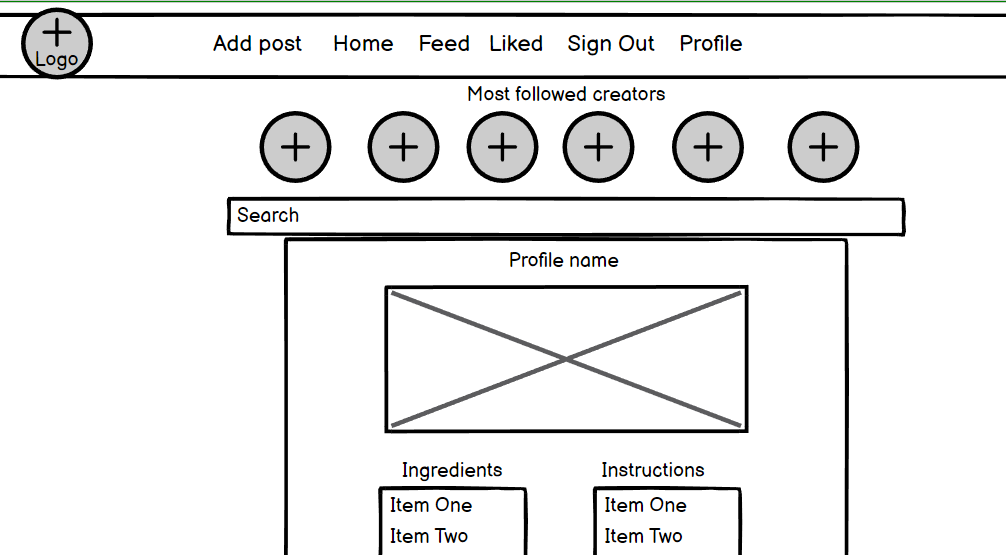 Logo
Add post Home Feed Liked Sign Out Profile
Most followed creators
Search
Profile name
Ingredients Instructions
Item One Item One
Item Two Item Two